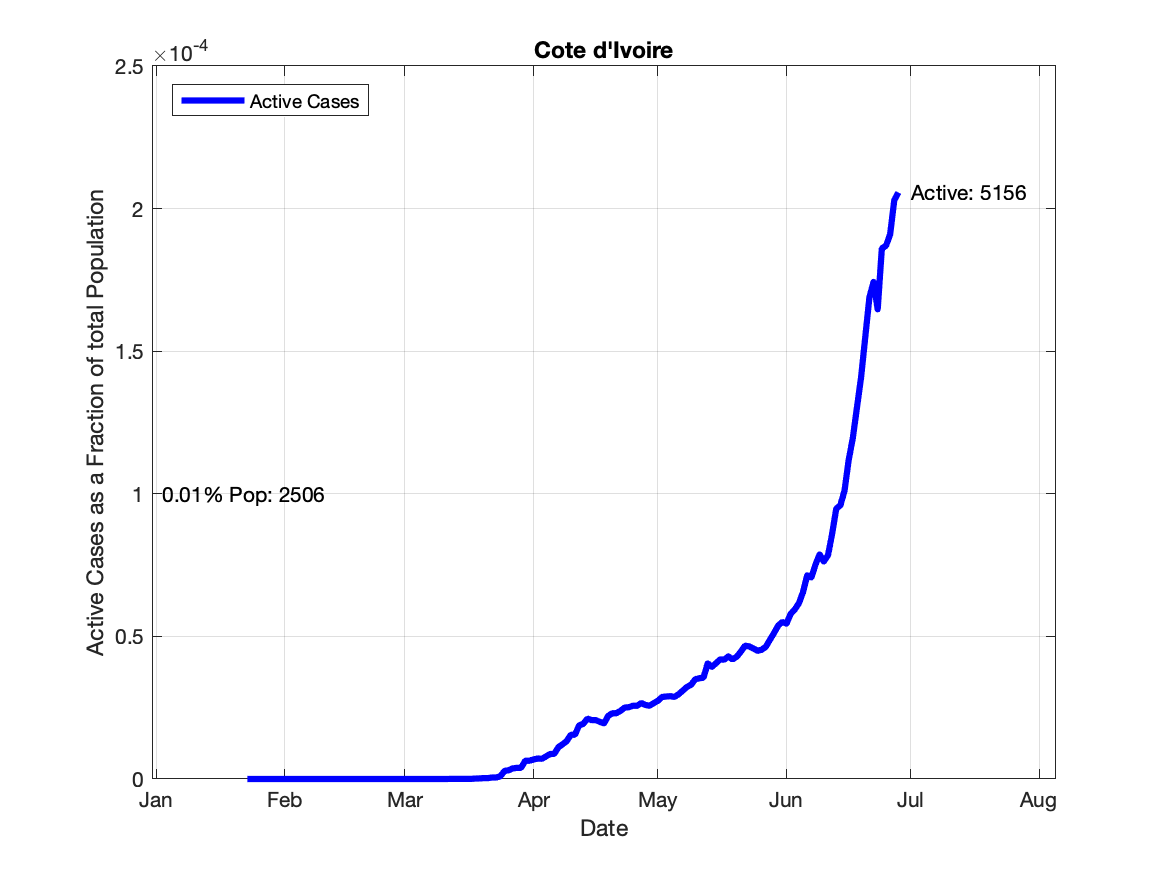 Cote d'Ivoire
×10-4
2.5
2
1.5
1
0.5
0
Active Cases
Active: 5156
0.01% Pop: 2506
Active Cases as a Fraction of total Population
Jan Feb Mar Apr May Jun Jul Aug
Date